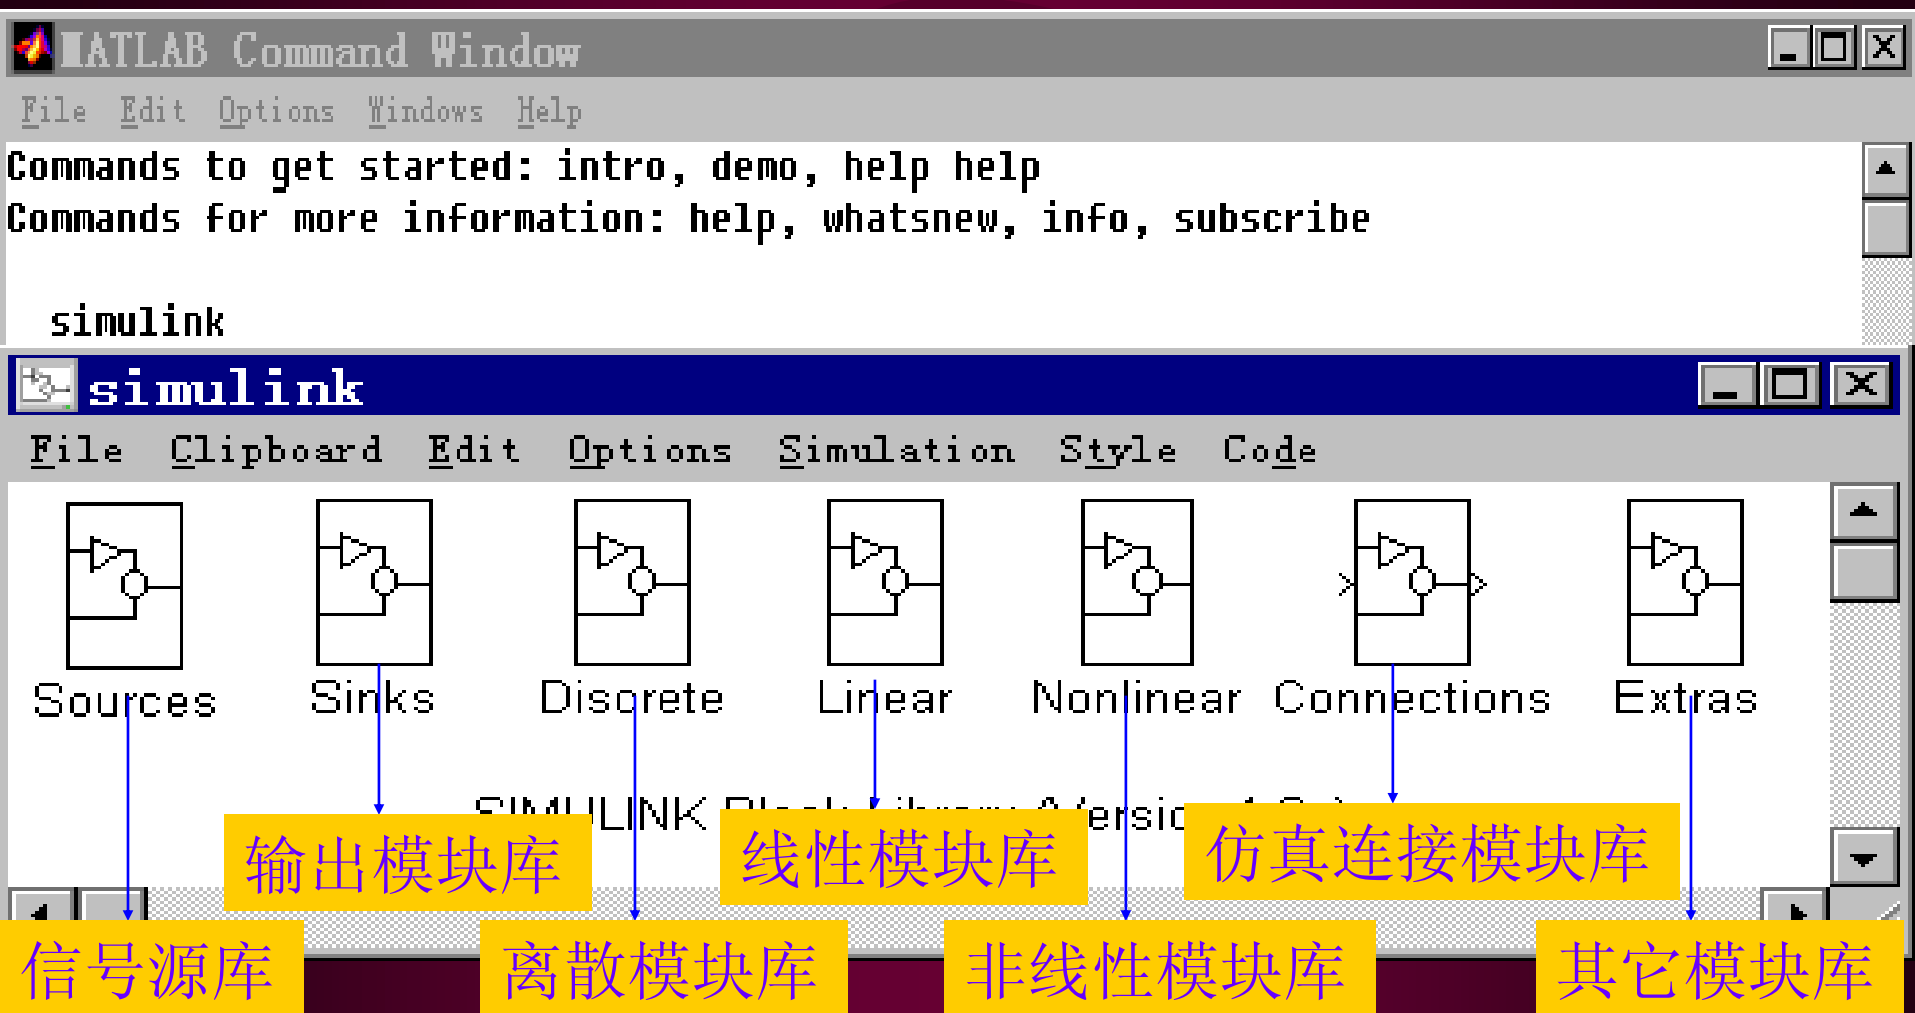 MATLAB Command Window
File Edit Options Windows Help
Commands to get started: intro, demo, help help
Commands for more information: help, whatsnew, info, subscribe
simulink
simulink
File Clipboard Edit Options Simulation Style Code
Sources Sinks Discrete Linear Nonlinear Connections Extras
SIMULINK Block Library
输出模块库 线性模块库 仿真连接模块库
信号源库 离散模块库 非线性模块库 其它模块库